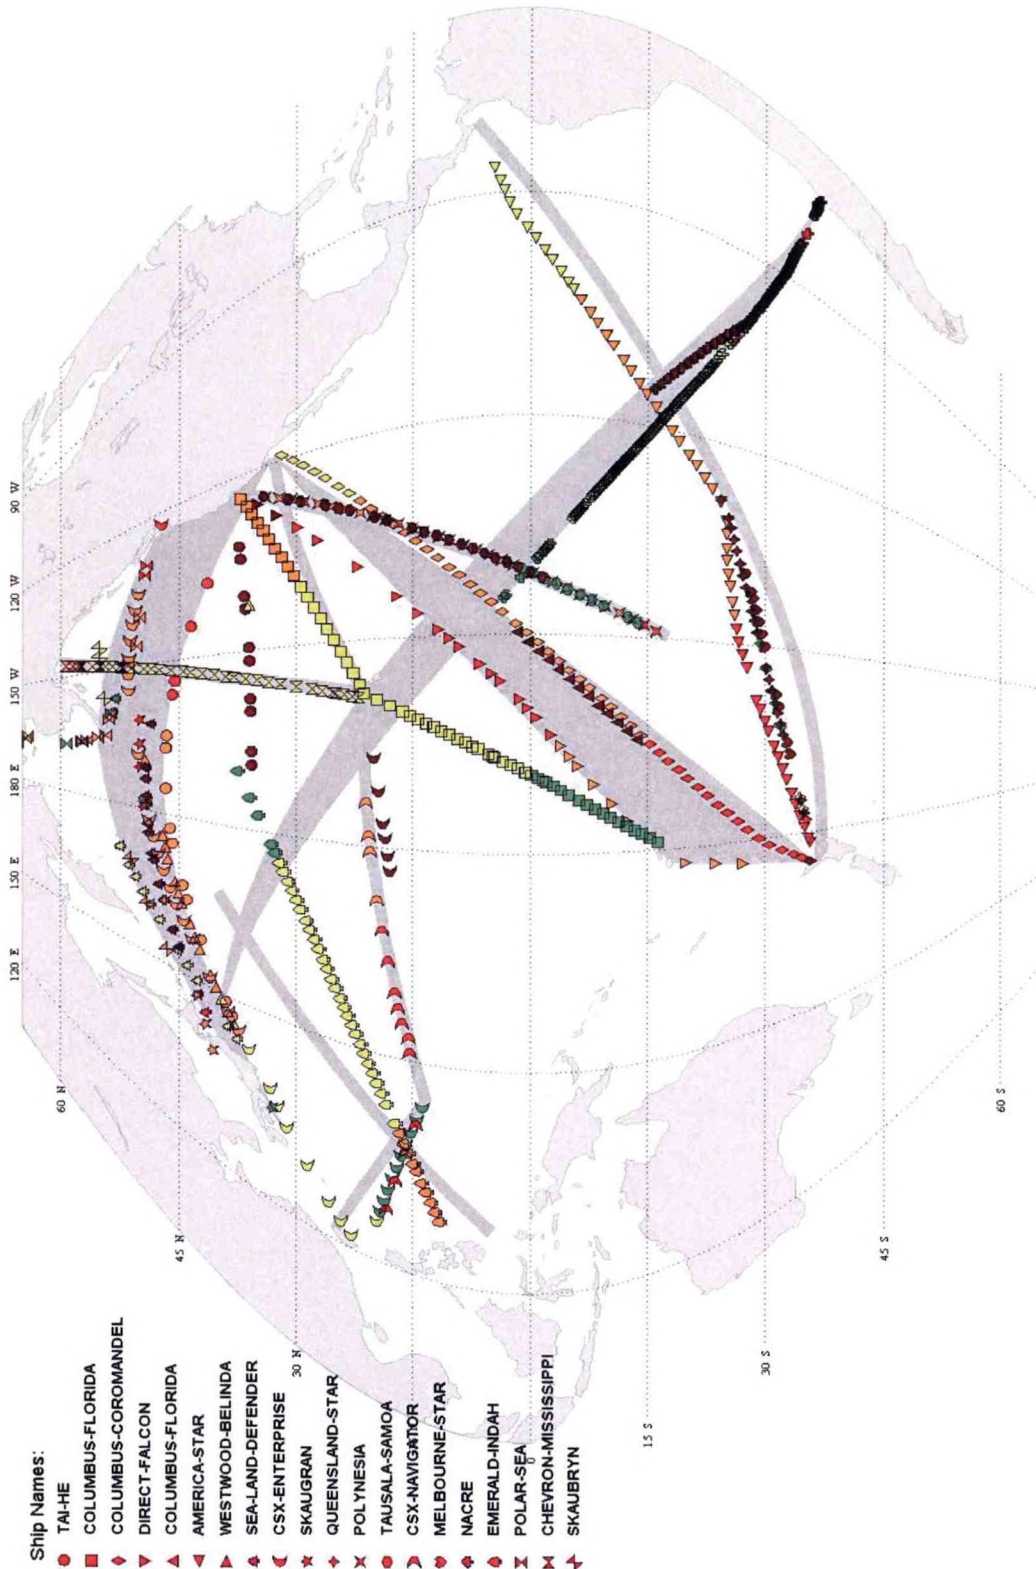 Ship Names:
TAI-HE
COLUMBUS-FLORIDA
COLUMBUS-COROMANDEL
DIRECT-FALCON
COLUMBUS-FLORIDA
AMERICA-STAR
WESTWOOD-BELINDA
SEA-LAND-DEFENDER
CSX-ENTERPRISE
SKAUGRAN
QUEENSLAND-STAR
POLYNESIA
TAUSALA-SAMOA
CSX-NAVIGATOR
MELBOURNE-STAR
NACRE
EMERALD-INDAH
POLAR-SEA
CHEVRON-MISSISSIPPI
SKAUBRYN
120 E
150 E
180 E
150 W
120 W
90 W
60 N
45 N
30 N
0
15 S
30 S
45 S
60 S